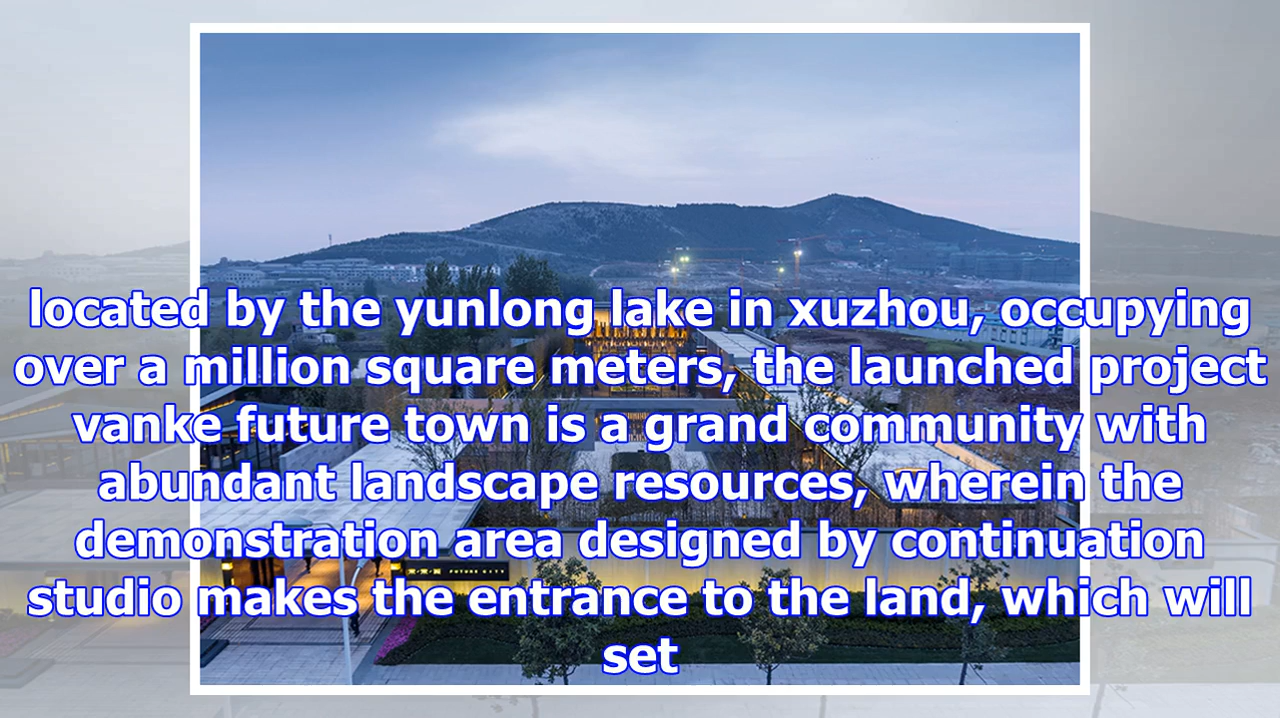 located by the yunlong lake in xuzhou, occupying
over a million square meters, the launched project
vanke future town is a grand community with
abundant landscape resources, wherein the
demonstration area designed by continuation
studio makes the entrance to the land, which will
set
FUTURE CITY